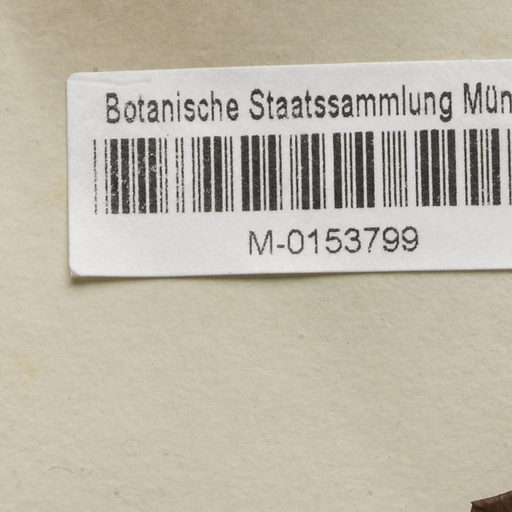 Botanische Staatssammlung Mün
M-0153799